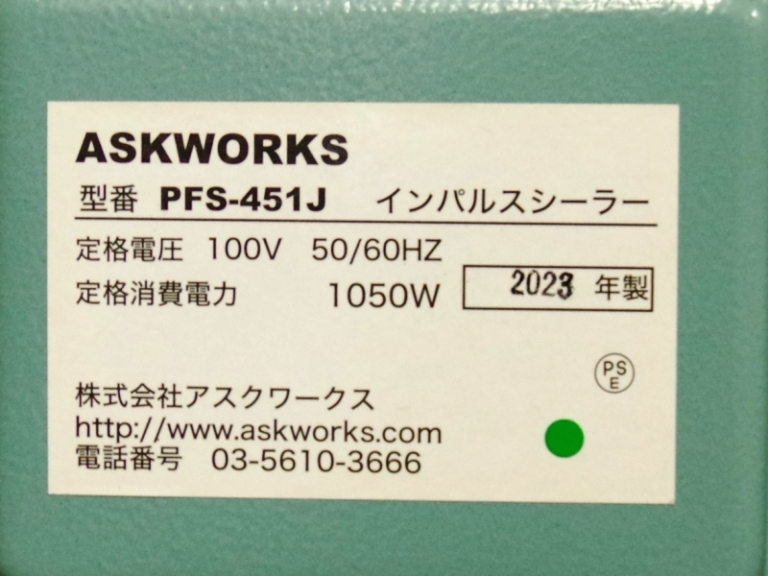 ASKWORKS
型番 PFS-451J インパルスシーラー
定格電圧 100V 50/60HZ
定格消費電力 1050W
2023 年製
PS
E
株式会社アスクワークス
http://www.askworks.com
電話番号 03-5610-3666